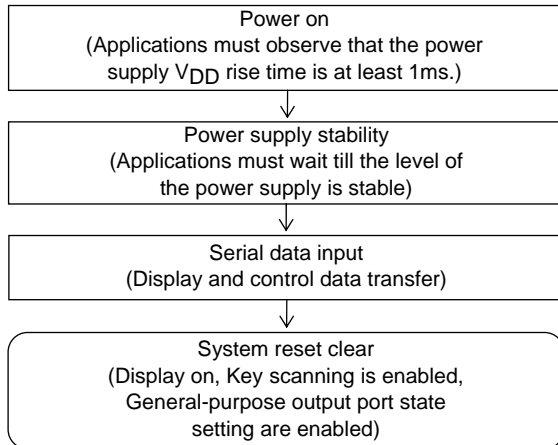 Power on
(Applications must observe that the power
supply VDD rise time is at least 1ms.)
Power supply stability
(Applications must wait till the level of
the power supply is stable)
Serial data input
(Display and control data transfer)
System reset clear
(Display on, Key scanning is enabled,
General-purpose output port state
setting are enabled)